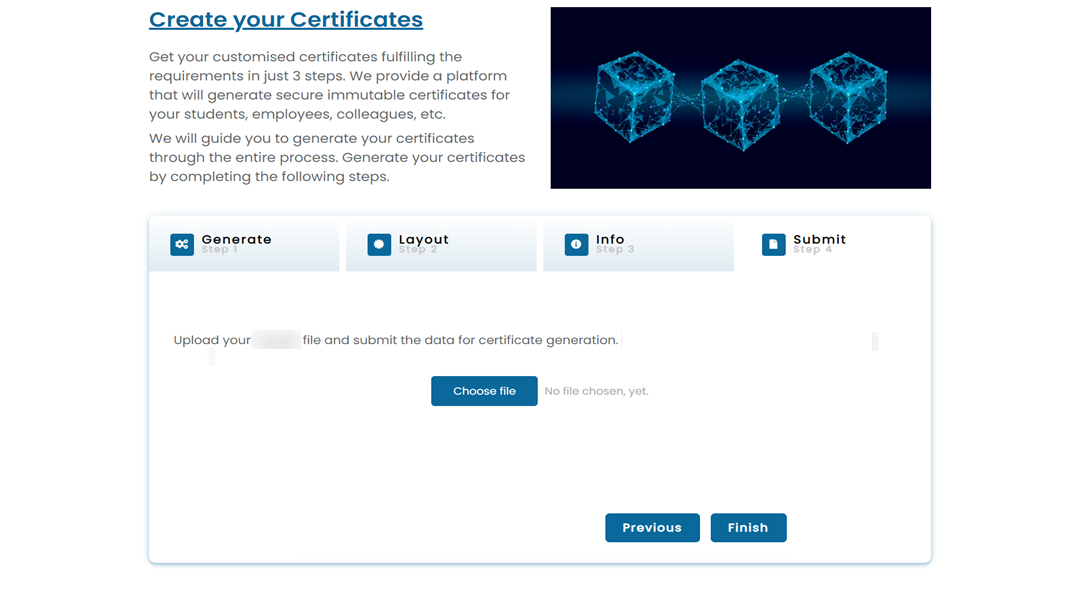 Create your Certificates
Get your customised certificates fulfilling the
requirements in just 3 steps. We provide a platform
that will generate secure immutable certificates for
your students, employees, colleagues, etc.
We will guide you to generate your certificates
through the entire process. Generate your certificates
by completing the following steps.
Generate
Step 1
Layout
Step 2
Info
Step 3
Submit
Step 4
Upload your file and submit the data for certificate generation.
Choose file
No file chosen, yet.
Previous
Finish